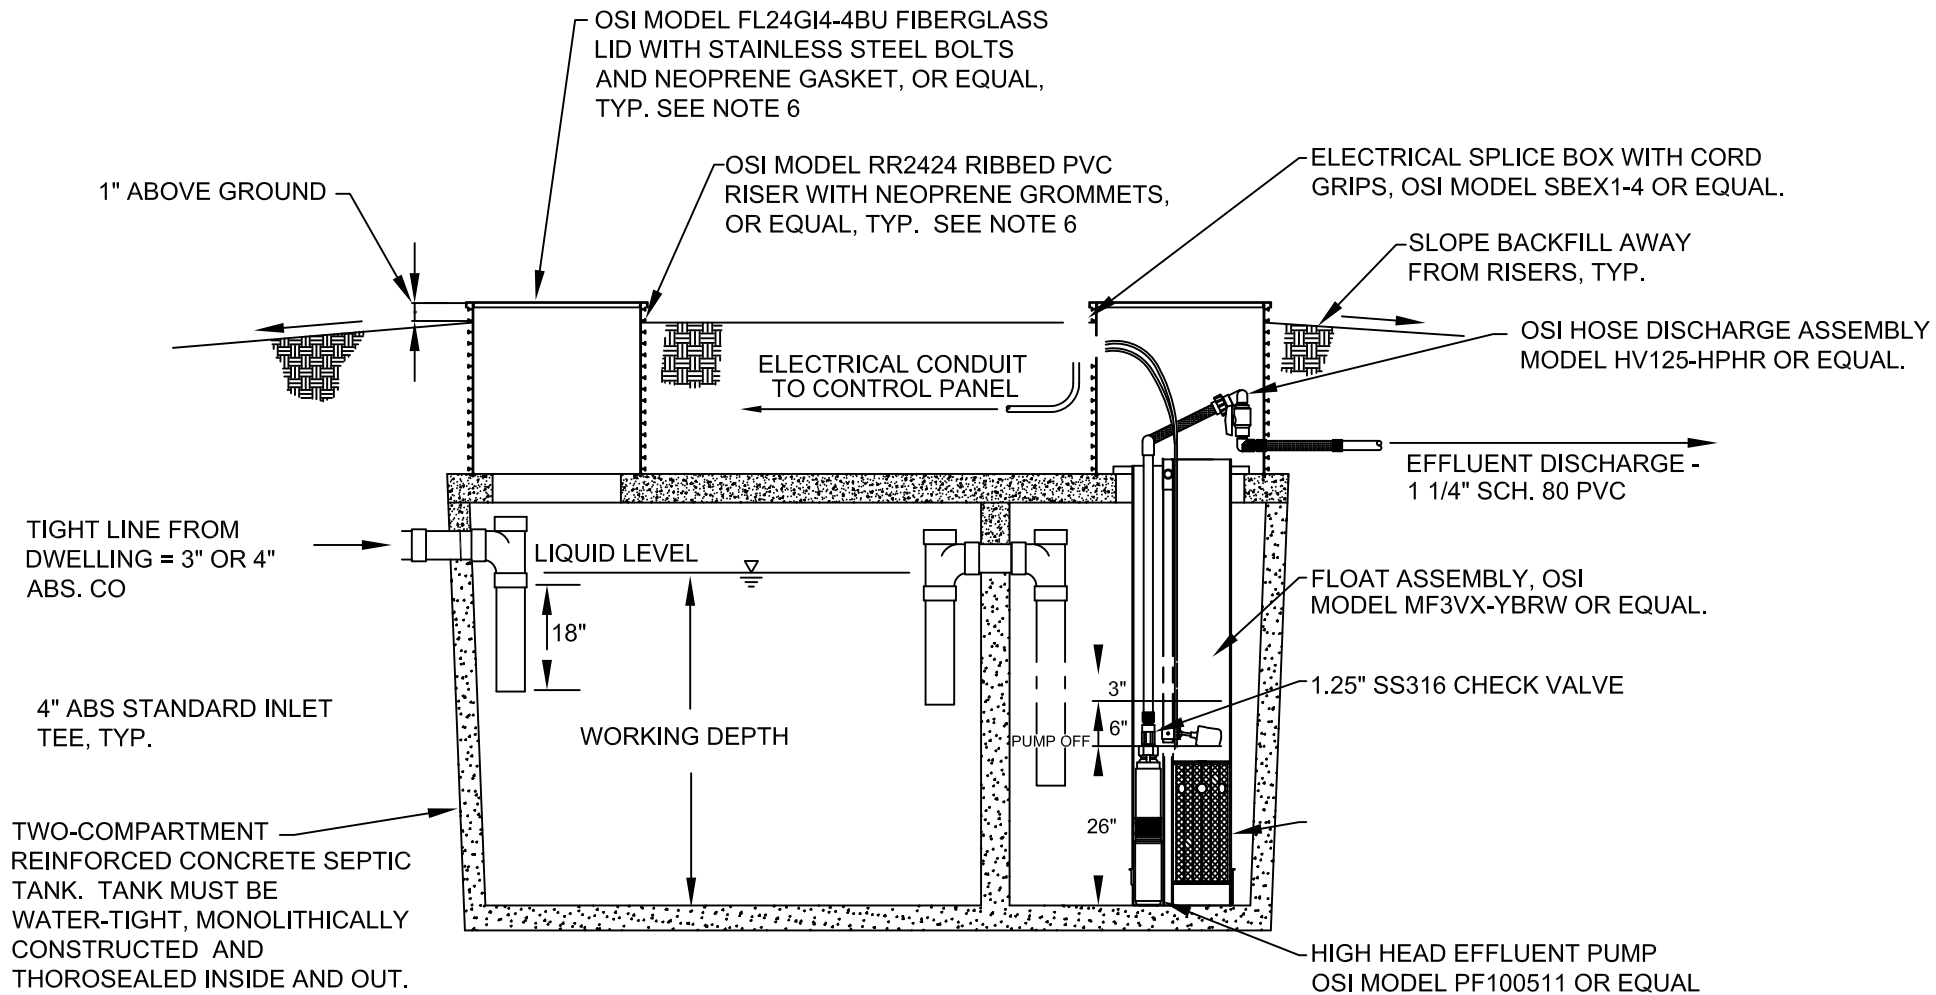 OSI MODEL FL24GI4-4BU FIBERGLASS
LID WITH STAINLESS STEEL BOLTS
AND NEOPRENE GASKET, OR EQUAL,
TYP. SEE NOTE 6
OSI MODEL RR2424 RIBBED PVC
RISER WITH NEOPRENE GROMMETS,
OR EQUAL, TYP. SEE NOTE 6
1" ABOVE GROUND
ELECTRICAL SPLICE BOX WITH CORD
GRIPS, OSI MODEL SBEX1-4 OR EQUAL.
SLOPE BACKFILL AWAY
FROM RISERS, TYP.
OSI HOSE DISCHARGE ASSEMBLY
MODEL HV125-HPHR OR EQUAL.
ELECTRICAL CONDUIT
TO CONTROL PANEL
EFFLUENT DISCHARGE -
1 1/4" SCH. 80 PVC
TIGHT LINE FROM
DWELLING = 3" OR 4"
ABS. CO
LIQUID LEVEL
18"
FLOAT ASSEMBLY, OSI
MODEL MF3VX-YBRW OR EQUAL.
3"
1.25" SS316 CHECK VALVE
4" ABS STANDARD INLET
TEE, TYP.
WORKING DEPTH
6"
PUMP OFF
26"
TWO-COMPARTMENT
REINFORCED CONCRETE SEPTIC
TANK. TANK MUST BE
WATER-TIGHT, MONOLITHICALLY
CONSTRUCTED AND
THOROSEALED INSIDE AND OUT.
HIGH HEAD EFFLUENT PUMP
OSI MODEL PF100511 OR EQUAL